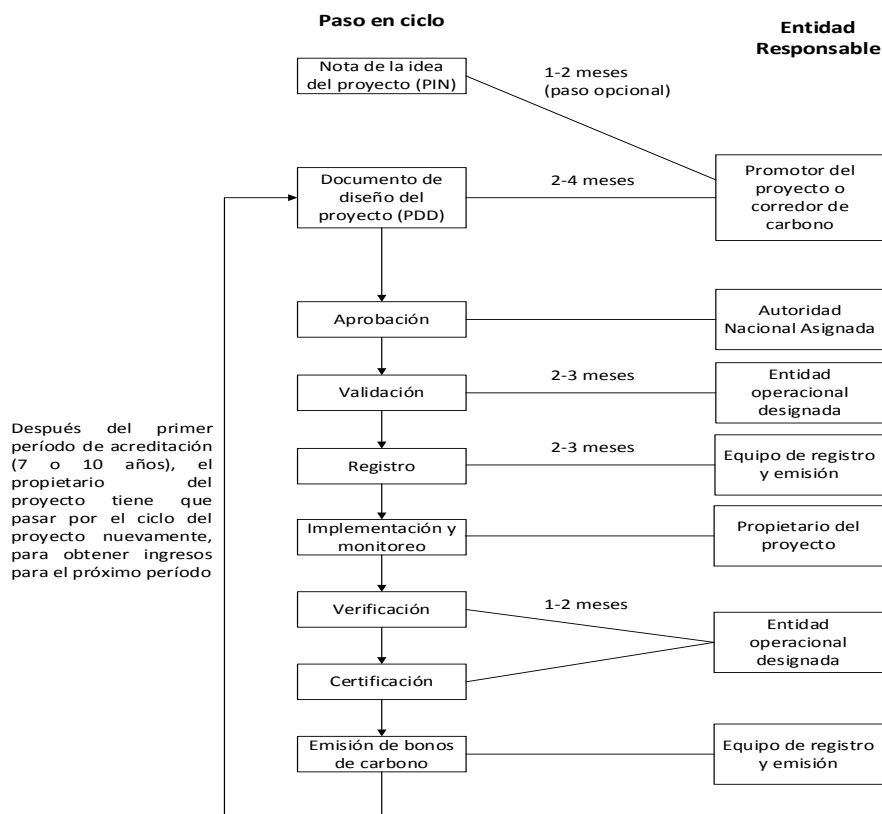 Paso en ciclo
Entidad
Responsable
Nota de la idea
del proyecto (PIN)
1-2 meses
(paso opcional)
Documento de
diseño del
proyecto (PDD)
2-4 meses
Promotor del
proyecto o
corredor de
carbono
Aprobación
Autoridad
Nacional Asignada
Validación
2-3 meses
Entidad
operacional
designada
Después del primer
período de acreditación
(7 o 10 años), el
propietario del
proyecto tiene que
pasar por el ciclo del
proyecto nuevamente,
para obtener ingresos
para el próximo período
Registro
2-3 meses
Equipo de registro
y emisión
Implementación y
monitoreo
Propietario del
proyecto
Verificación
1-2 meses
Entidad
operacional
designada
Certificación
Emisión de bonos
de carbono
Equipo de registro
y emisión